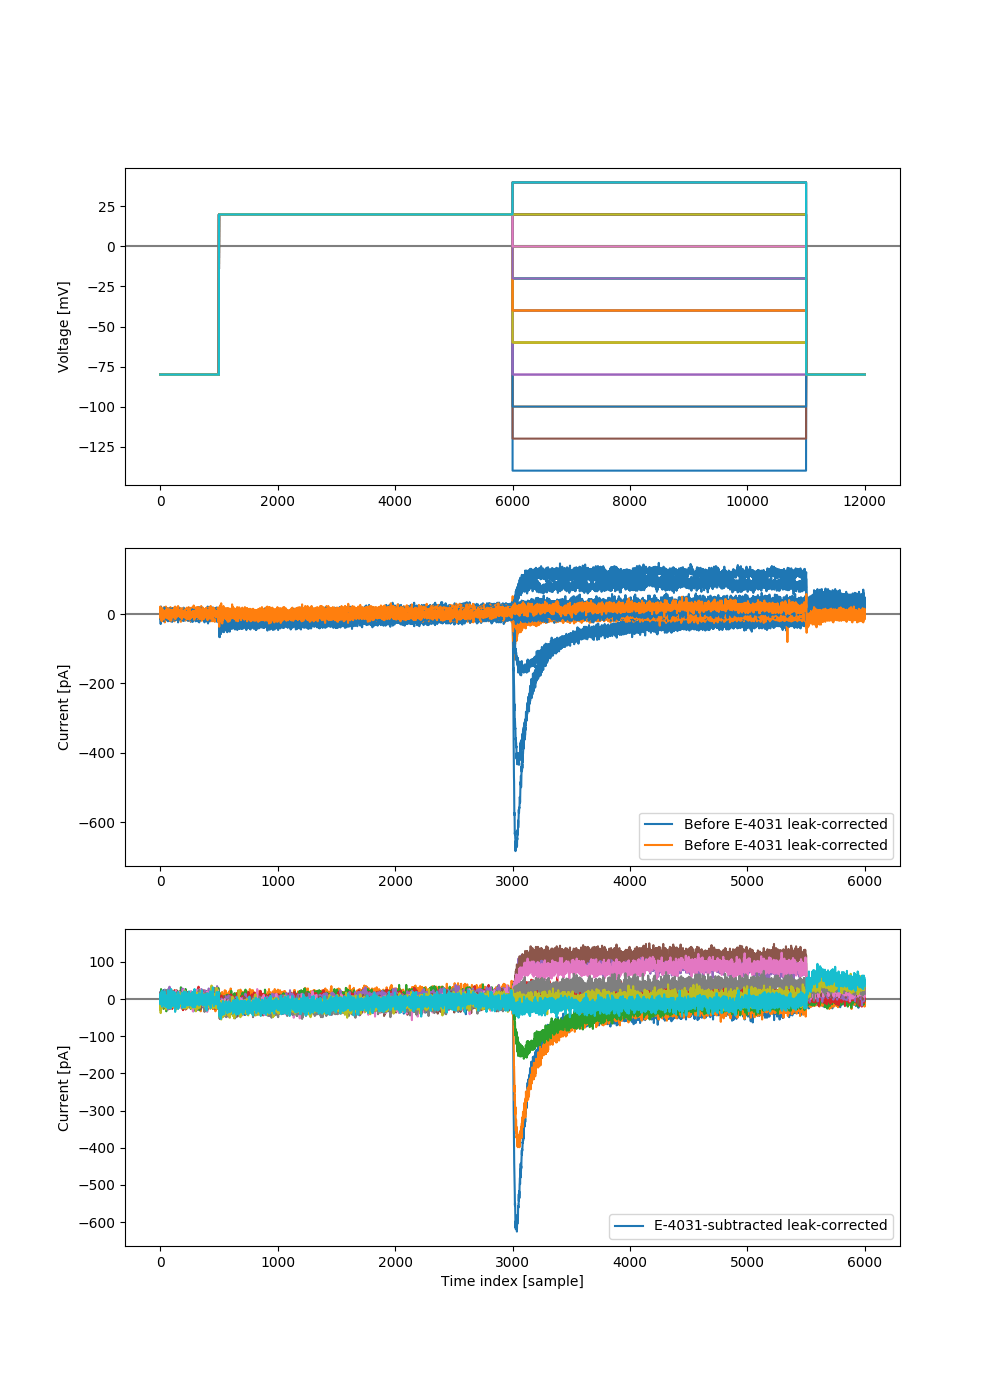 25
0
−25
−50
−75
−100
−125
Voltage [mV]
0 2000 4000 6000 8000 10000 12000
0
−200
−400
−600
Current [pA]
Before E-4031 leak-corrected
Before E-4031 leak-corrected
0 1000 2000 3000 4000 5000 6000
100
0
−100
−200
−300
−400
−500
−600
Current [pA]
E-4031-subtracted leak-corrected
0 1000 2000 3000 4000 5000 6000
Time index [sample]